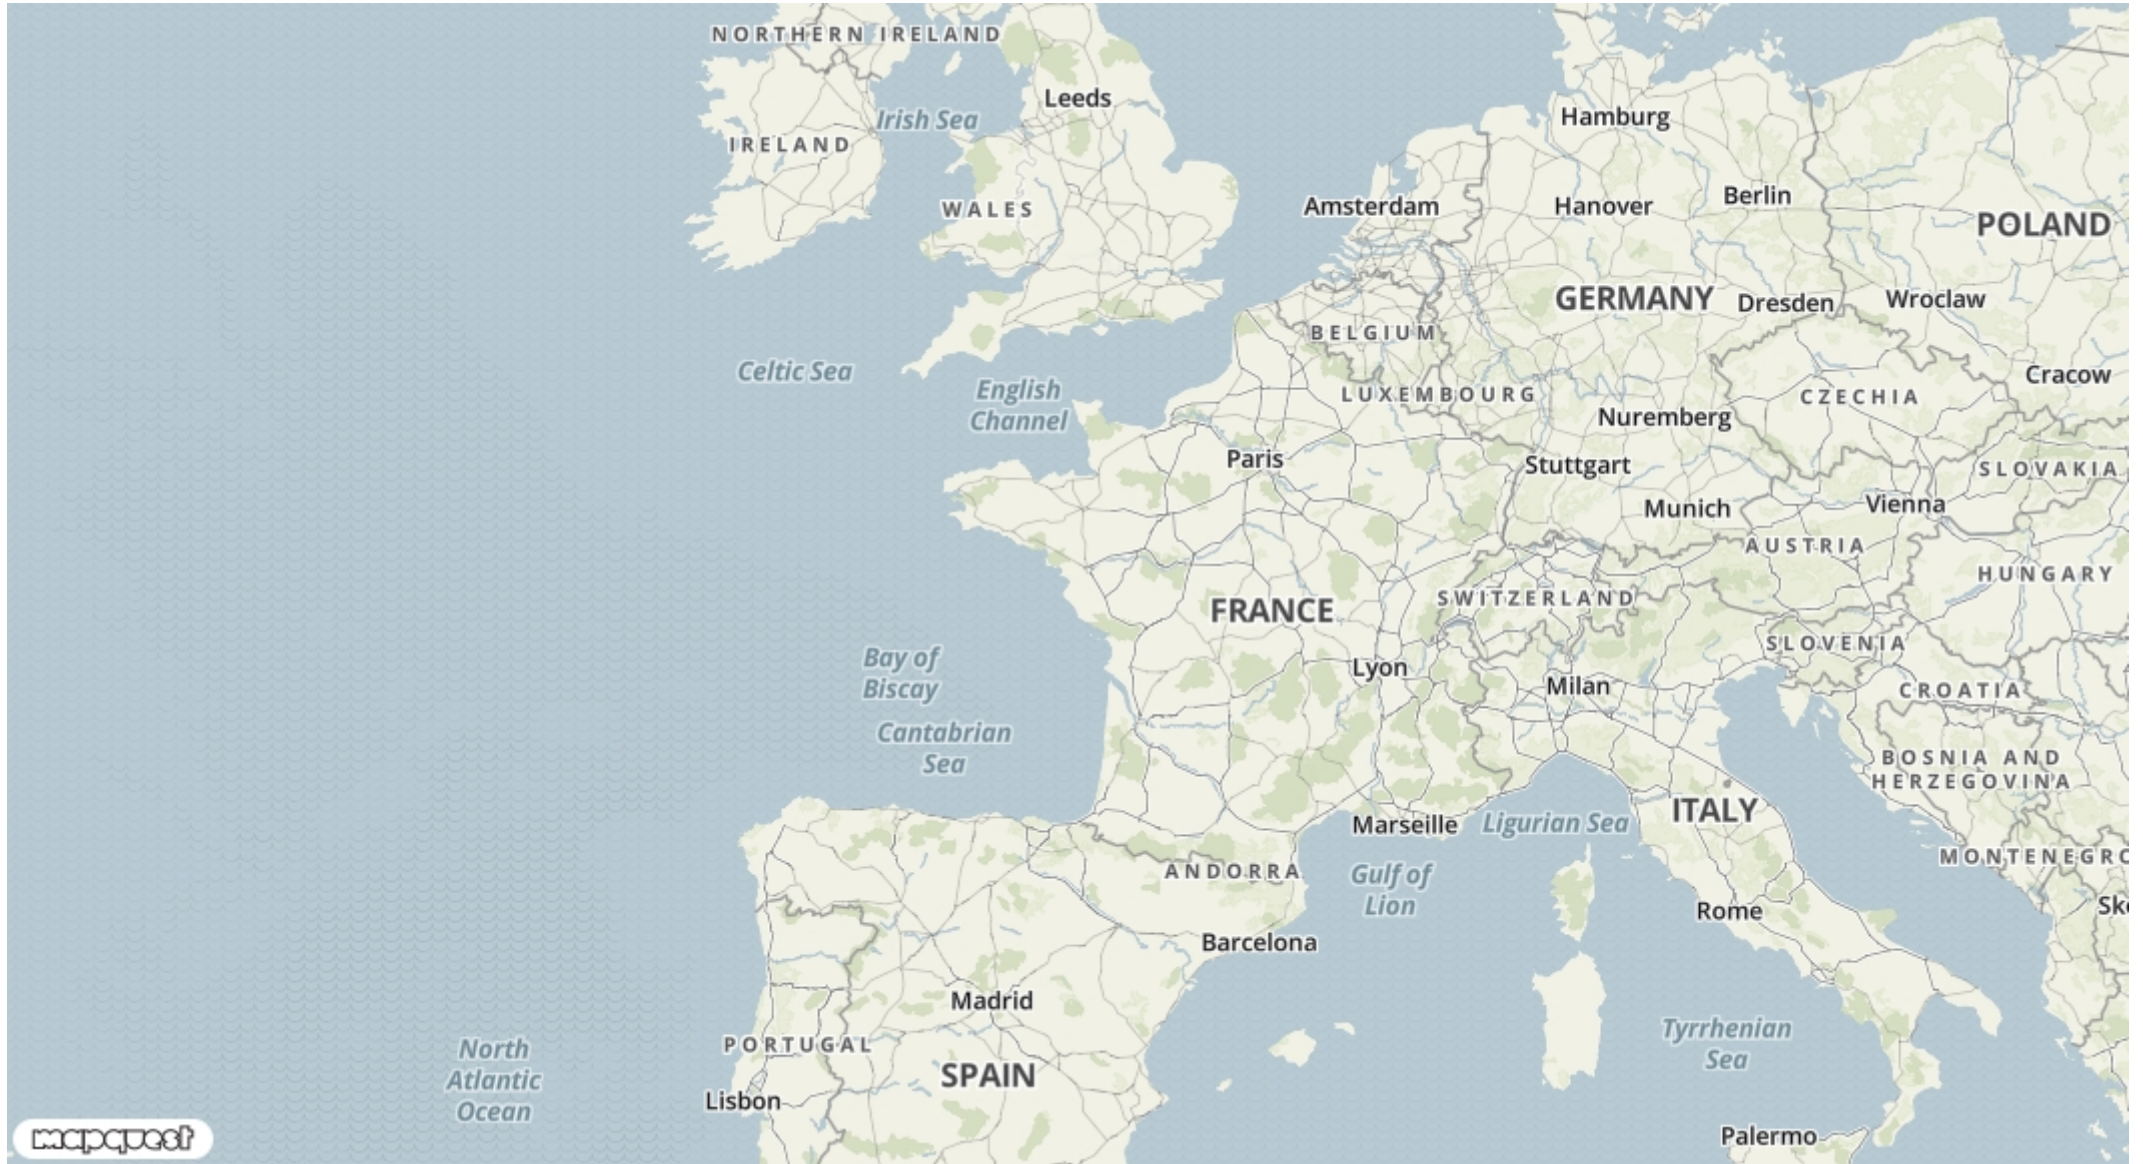 NORTHERN IRELAND
Leeds
Irish Sea
IRELAND
Hamburg
WALES
Amsterdam
Hanover
Berlin
POLAND
GERMANY
Dresden
Wroclaw
BELGIUM
Celtic Sea
English
Channel
LUXEMBOURG
Cracow
CZECHIA
Nuremberg
Paris
Stuttgart
SLOVAKIA
Munich
Vienna
AUSTRIA
HUNGARY
SWITZERLAND
FRANCE
SLOVENIA
Bay of
Biscay
Lyon
Milan
CROATIA
Cantabrian
Sea
BOSNIA AND
HERZEGOVINA
ITALY
Marseille
Ligurian Sea
MONTENEGRO
ANDORRA
Gulf of
Lion
Rome
Sk
Barcelona
Madrid
Tyrrhenian
Sea
PORTUGAL
North
Atlantic
Ocean
SPAIN
Lisbon
Palermo
mapquest